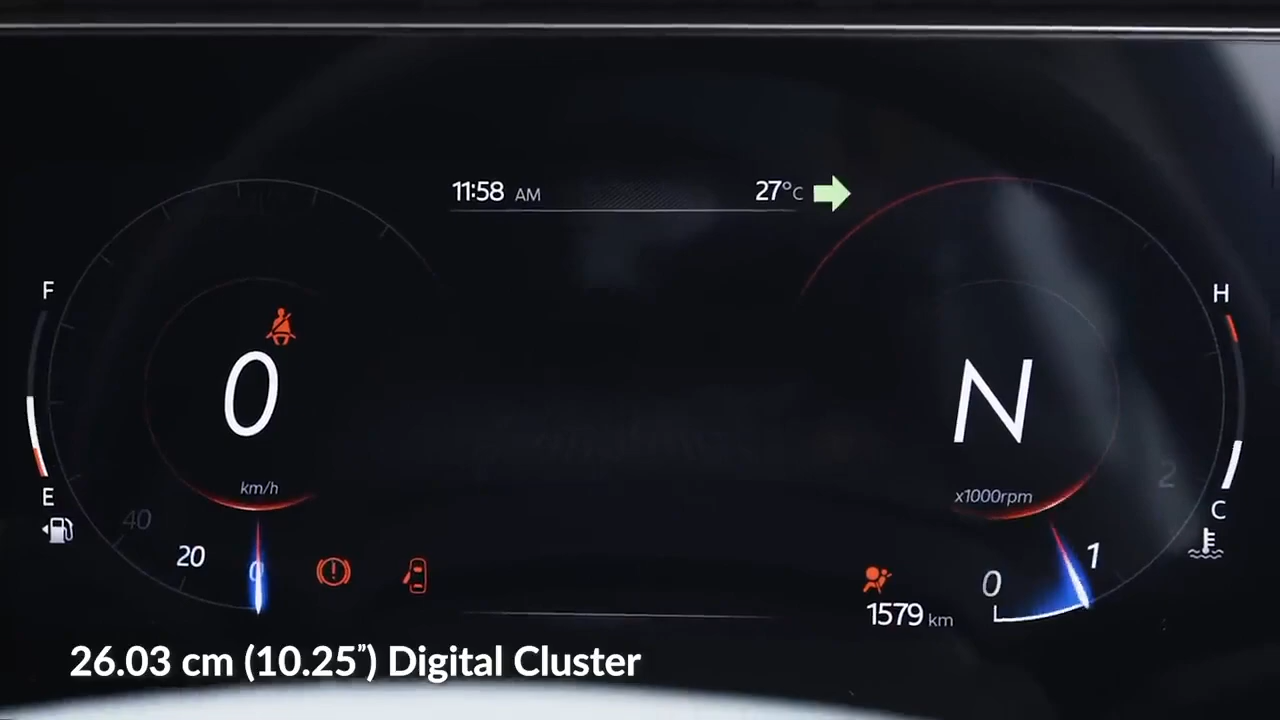 11:58 AM
27°C
F
H
0
N
km/h
x1000rpm
E
C
40
20
0
2
1
0
1579 km
26.03 cm (10.25”) Digital Cluster